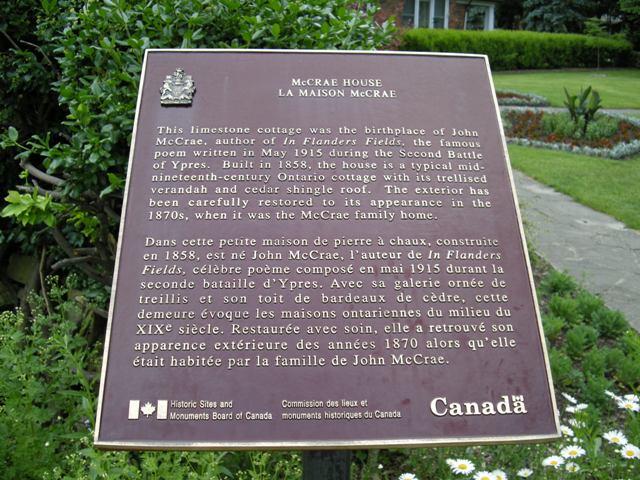 McCRAE HOUSE
LA MAISON McCRAE
This limestone cottage was the birthplace of John
McCrae, author of In Flanders Fields, the famous
poem written in May 1915 during the Second Battle
of Ypres. Built in 1858, the house is a typical mid-
nineteenth-century Ontario cottage with its trellised
verandah and cedar shingle roof. The exterior has
been carefully restored to its appearance in the
1870s, when it was the McCrae family home.
Dans cette petite maison de pierre à chaux, construite
en 1858, est né John McCrae, l'auteur de In Flanders
Fields, célèbre poème composé en mai 1915 durant la
seconde bataille d'Ypres. Avec sa galerie ornée de
treillis et son toit de bardeaux de cèdre, cette
demeure évoque les maisons ontariennes du milieu du
XIXe siècle. Restaurée avec soin, elle a retrouvé son
apparence extérieure des années 1870 alors qu'elle
était habitée par la famille de John McCrae.
Historic Sites and
Monuments Board of Canada
Commission des lieux et
monuments historiques du Canada
Canada